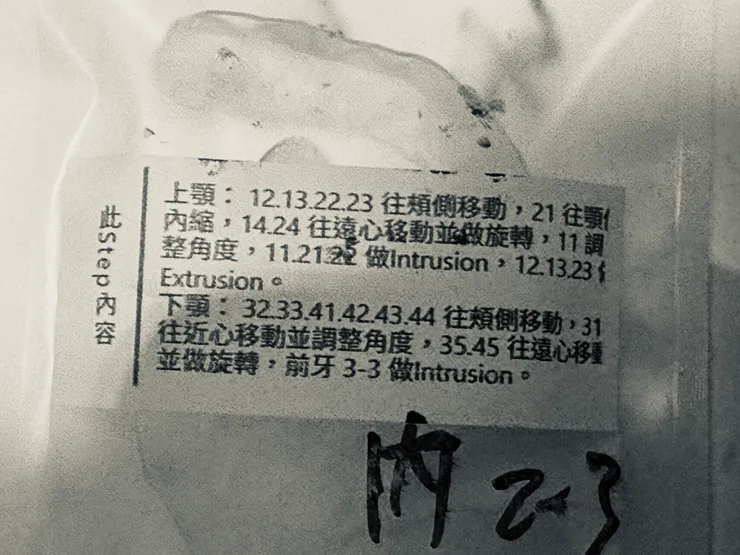 此Step內容
上顎： 12.13.22.23 往頰側移動，21 往顎
內縮，14.24 往遠心移動並做旋轉，11 調
整角度，11.21.22 做Intrusion，12.13.23
Extrusion。
下顎： 32.33.41.42.43.44 往頰側移動，31
往近心移動並調整角度，35.45 往遠心移動
並做旋轉，前牙 3-3 做Intrusion。
內 2-3